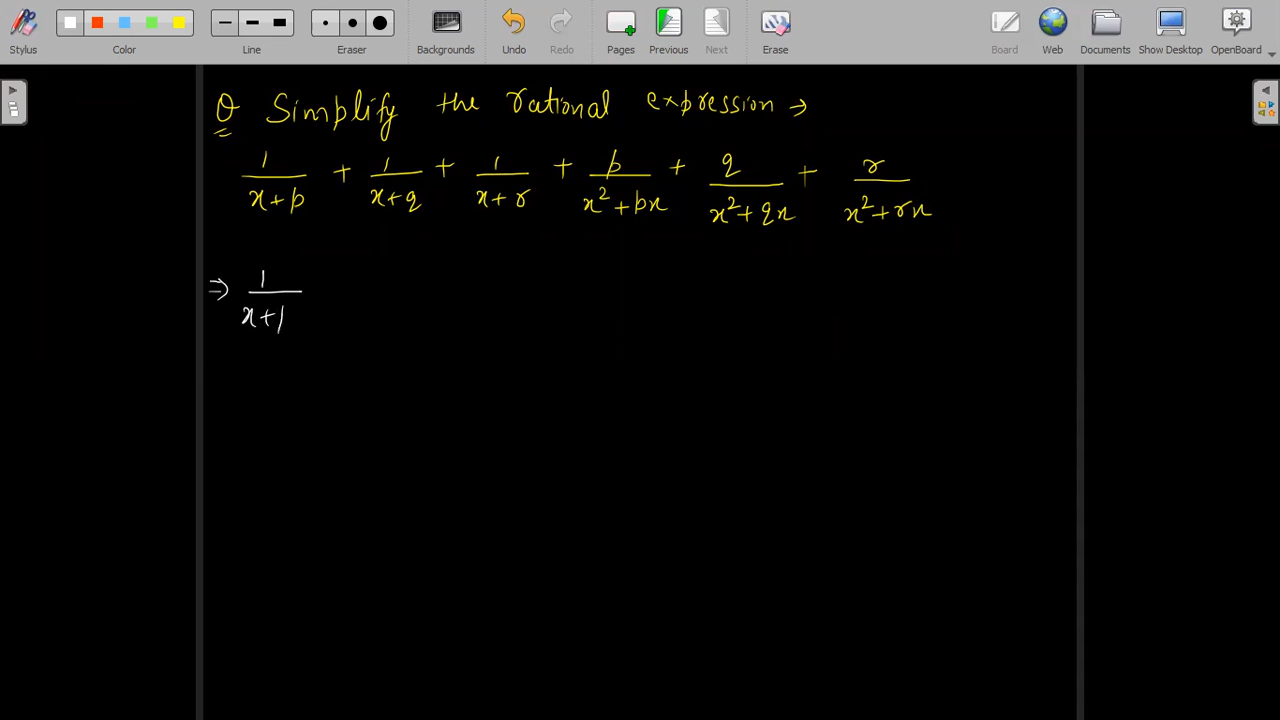 Stylus Color Line Eraser Backgrounds Undo Redo Pages Previous Next Erase Board Web Documents Show Desktop OpenBoard
Q Simplify the rational expression →
1/(x+p) + 1/(x+q) + 1/(x+r) + p/(x²+px) + q/(x²+qx) + r/(x²+rx)
⇒ 1/(x+1